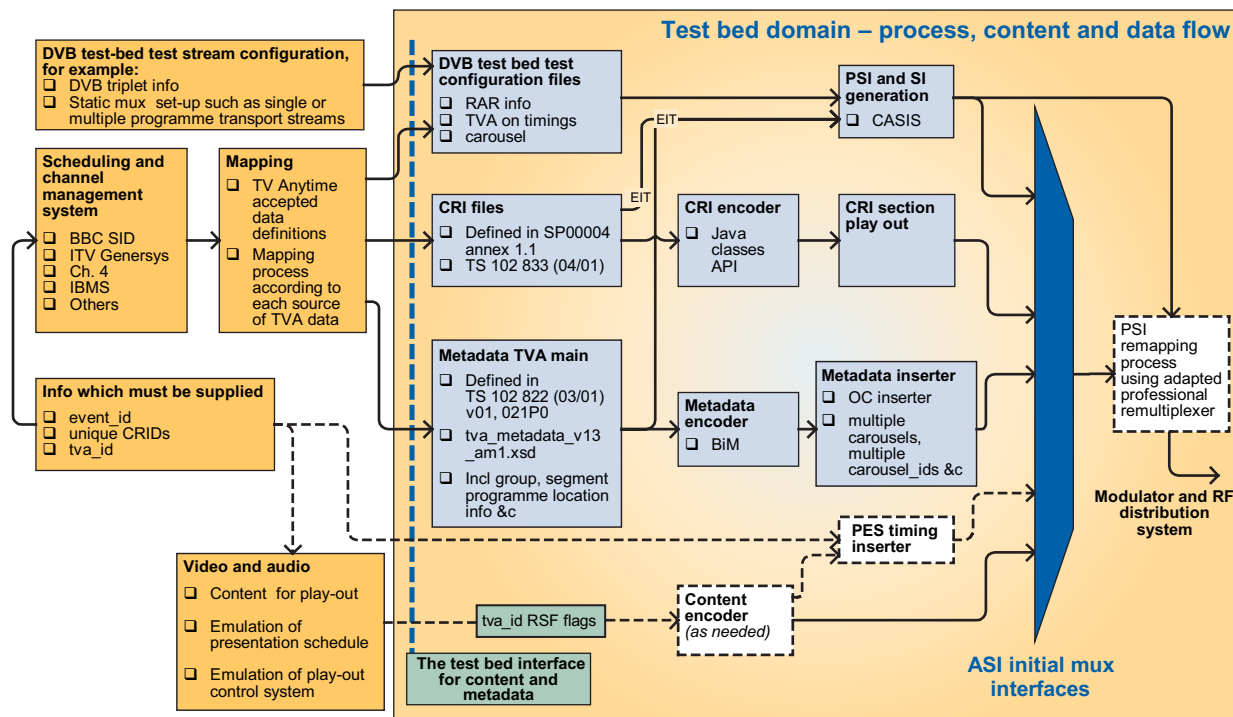 Test bed domain – process, content and data flow
DVB test-bed test stream configuration,
for example:
❑ DVB triplet info
❑ Static mux set-up such as single or
multiple programme transport streams
Scheduling and
channel
management
system
❑ BBC SID
❑ ITV Genersys
❑ Ch. 4
❑ IBMS
❑ Others
Mapping
❑ TV Anytime
accepted
data
definitions
❑ Mapping
process
according to
each source
of TVA data
Info which must be supplied
❑ event_id
❑ unique CRIDs
❑ tva_id
Video and audio
❑ Content for play-out
❑ Emulation of
presentation schedule
❑ Emulation of play-out
control system
DVB test bed test
configuration files
❑ RAR info
❑ TVA on timings
❑ carousel
EIT
PSI and SI
generation
❑ CASIS
CRI files
❑ Defined in SP00004
annex 1.1
❑ TS 102 833 (04/01)
EIT
CRI encoder
❑ Java
classes
API
CRI section
play out
Metadata TVA main
❑ Defined in
TS 102 822 (03/01)
v01, 021P0
❑ tva_metadata_v13
_am1.xsd
❑ Incl group, segment
programme location
info &c
Metadata
encoder
❑ BiM
Metadata inserter
❑ OC inserter
❑ multiple
carousels,
multiple
carousel_ids &c
PES timing
inserter
tva_id RSF flags
Content
encoder
(as needed)
The test bed interface
for content and
metadata
PSI
remapping
process
using adapted
professional
remultiplexer
Modulator and RF
distribution
system
ASI initial mux
interfaces